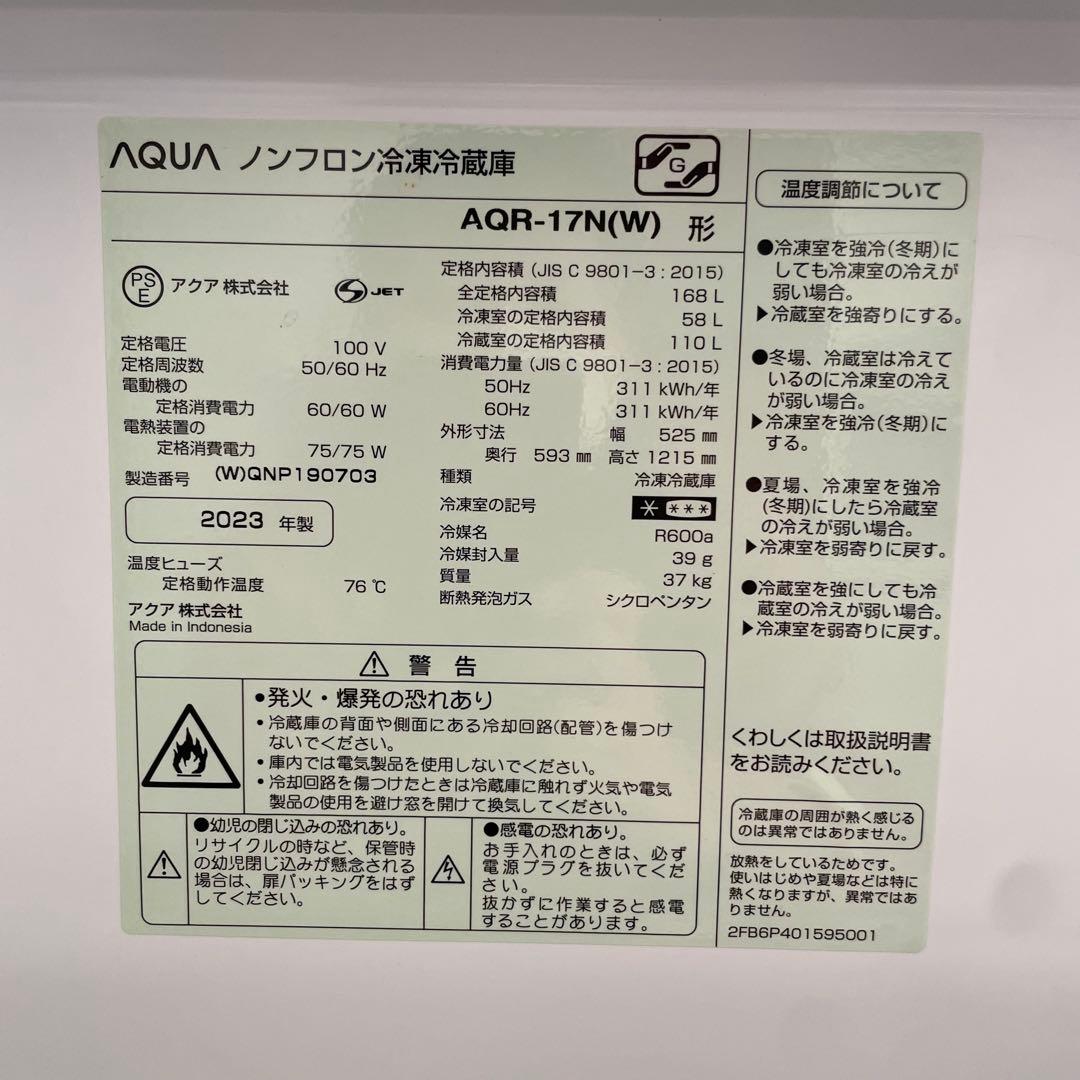 AQUA ノンフロン冷凍冷蔵庫
G
AQR-17N(W) 形
PS
E
アクア株式会社
S JET
定格電圧 100 V
定格周波数 50/60 Hz
電動機の
定格消費電力 60/60 W
電熱装置の
定格消費電力 75/75 W
製造番号 (W)QNP190703
2023 年製
温度ヒューズ
定格動作温度 76 ℃
アクア株式会社
Made in Indonesia
定格内容積 (JIS C 9801-3 : 2015)
全定格内容積 168 L
冷凍室の定格内容積 58 L
冷蔵室の定格内容積 110 L
消費電力量 (JIS C 9801-3 : 2015)
50Hz 311 kWh/年
60Hz 311 kWh/年
外形寸法 幅 525 mm
奥行 593 mm 高さ 1215 mm
種類 冷凍冷蔵庫
冷凍室の記号 * ***
冷媒名 R600a
冷媒封入量 39 g
質量 37 kg
断熱発泡ガス シクロペンタン
⚠ 警告
●発火・爆発の恐れあり
・冷蔵庫の背面や側面にある冷却回路(配管)を傷つけ
ないでください。
・庫内では電気製品を使用しないでください。
・冷却回路を傷つけたときは冷蔵庫に触れず火気や電気
製品の使用を避け窓を開けて換気してください。
●幼児の閉じ込みの恐れあり。
リサイクルの時など、保管時
の幼児閉じ込みが懸念される
場合は、扉パッキングをはず
してください。
●感電の恐れあり。
お手入れのときは、必ず
電源プラグを抜いてくだ
さい。
抜かずに作業すると感電
することがあります。
温度調節について
●冷凍室を強冷(冬期)に
しても冷凍室の冷えが
弱い場合。
▶冷蔵室を強寄りにする。
●冬場、冷蔵室は冷えて
いるのに冷凍室の冷え
が弱い場合。
▶冷凍室を強冷(冬期)に
する。
●夏場、冷凍室を強冷
(冬期)にしたら冷蔵室
の冷えが弱い場合。
▶冷凍室を弱寄りに戻す。
●冷蔵室を強にしても冷
蔵室の冷えが弱い場合。
▶冷凍室を弱寄りに戻す。
くわしくは取扱説明書
をお読みください。
冷蔵庫の周囲が熱く感じる
のは異常ではありません。
放熱をしているためです。
使いはじめや夏場などは特に
熱くなりますが、異常ではあ
りません。
2FB6P401595001